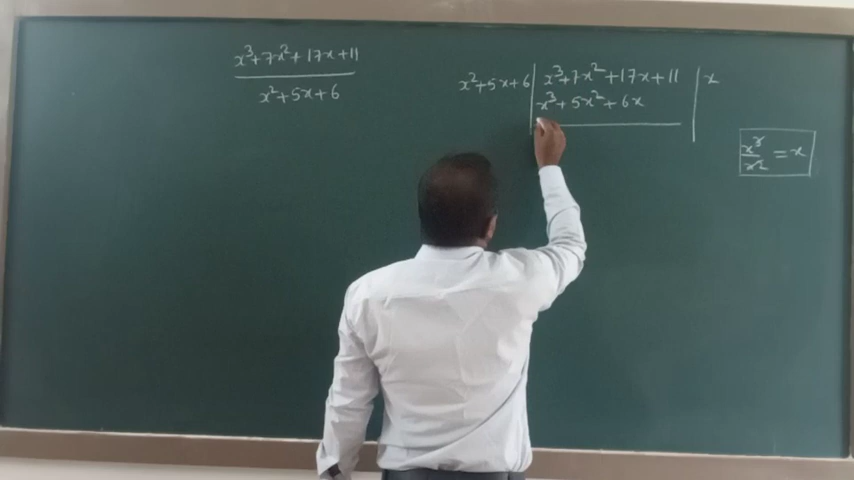 x³+7x²+17x+11
x²+5x+6
x²+5x+6 | x³+7x²+17x+11 | x
x³+5x²+6x
x³/x² = x